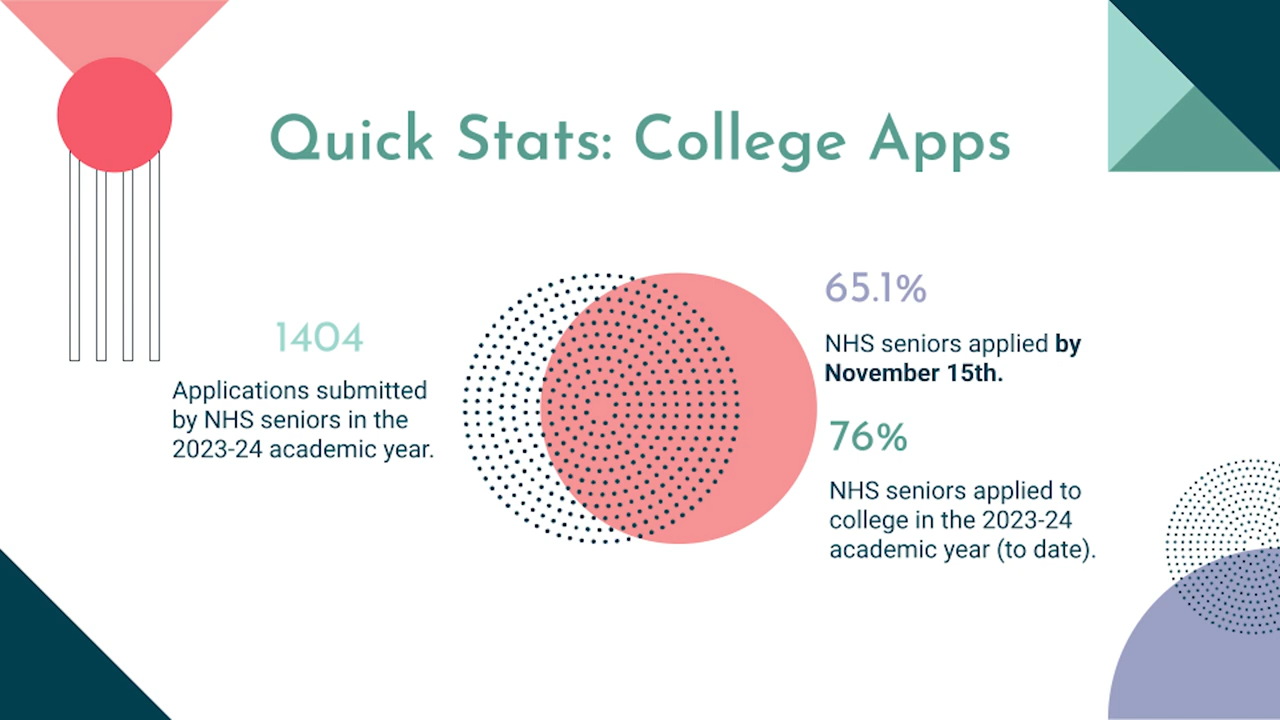 Quick Stats: College Apps
1404
Applications submitted
by NHS seniors in the
2023-24 academic year.
65.1%
NHS seniors applied by
November 15th.
76%
NHS seniors applied to
college in the 2023-24
academic year (to date).